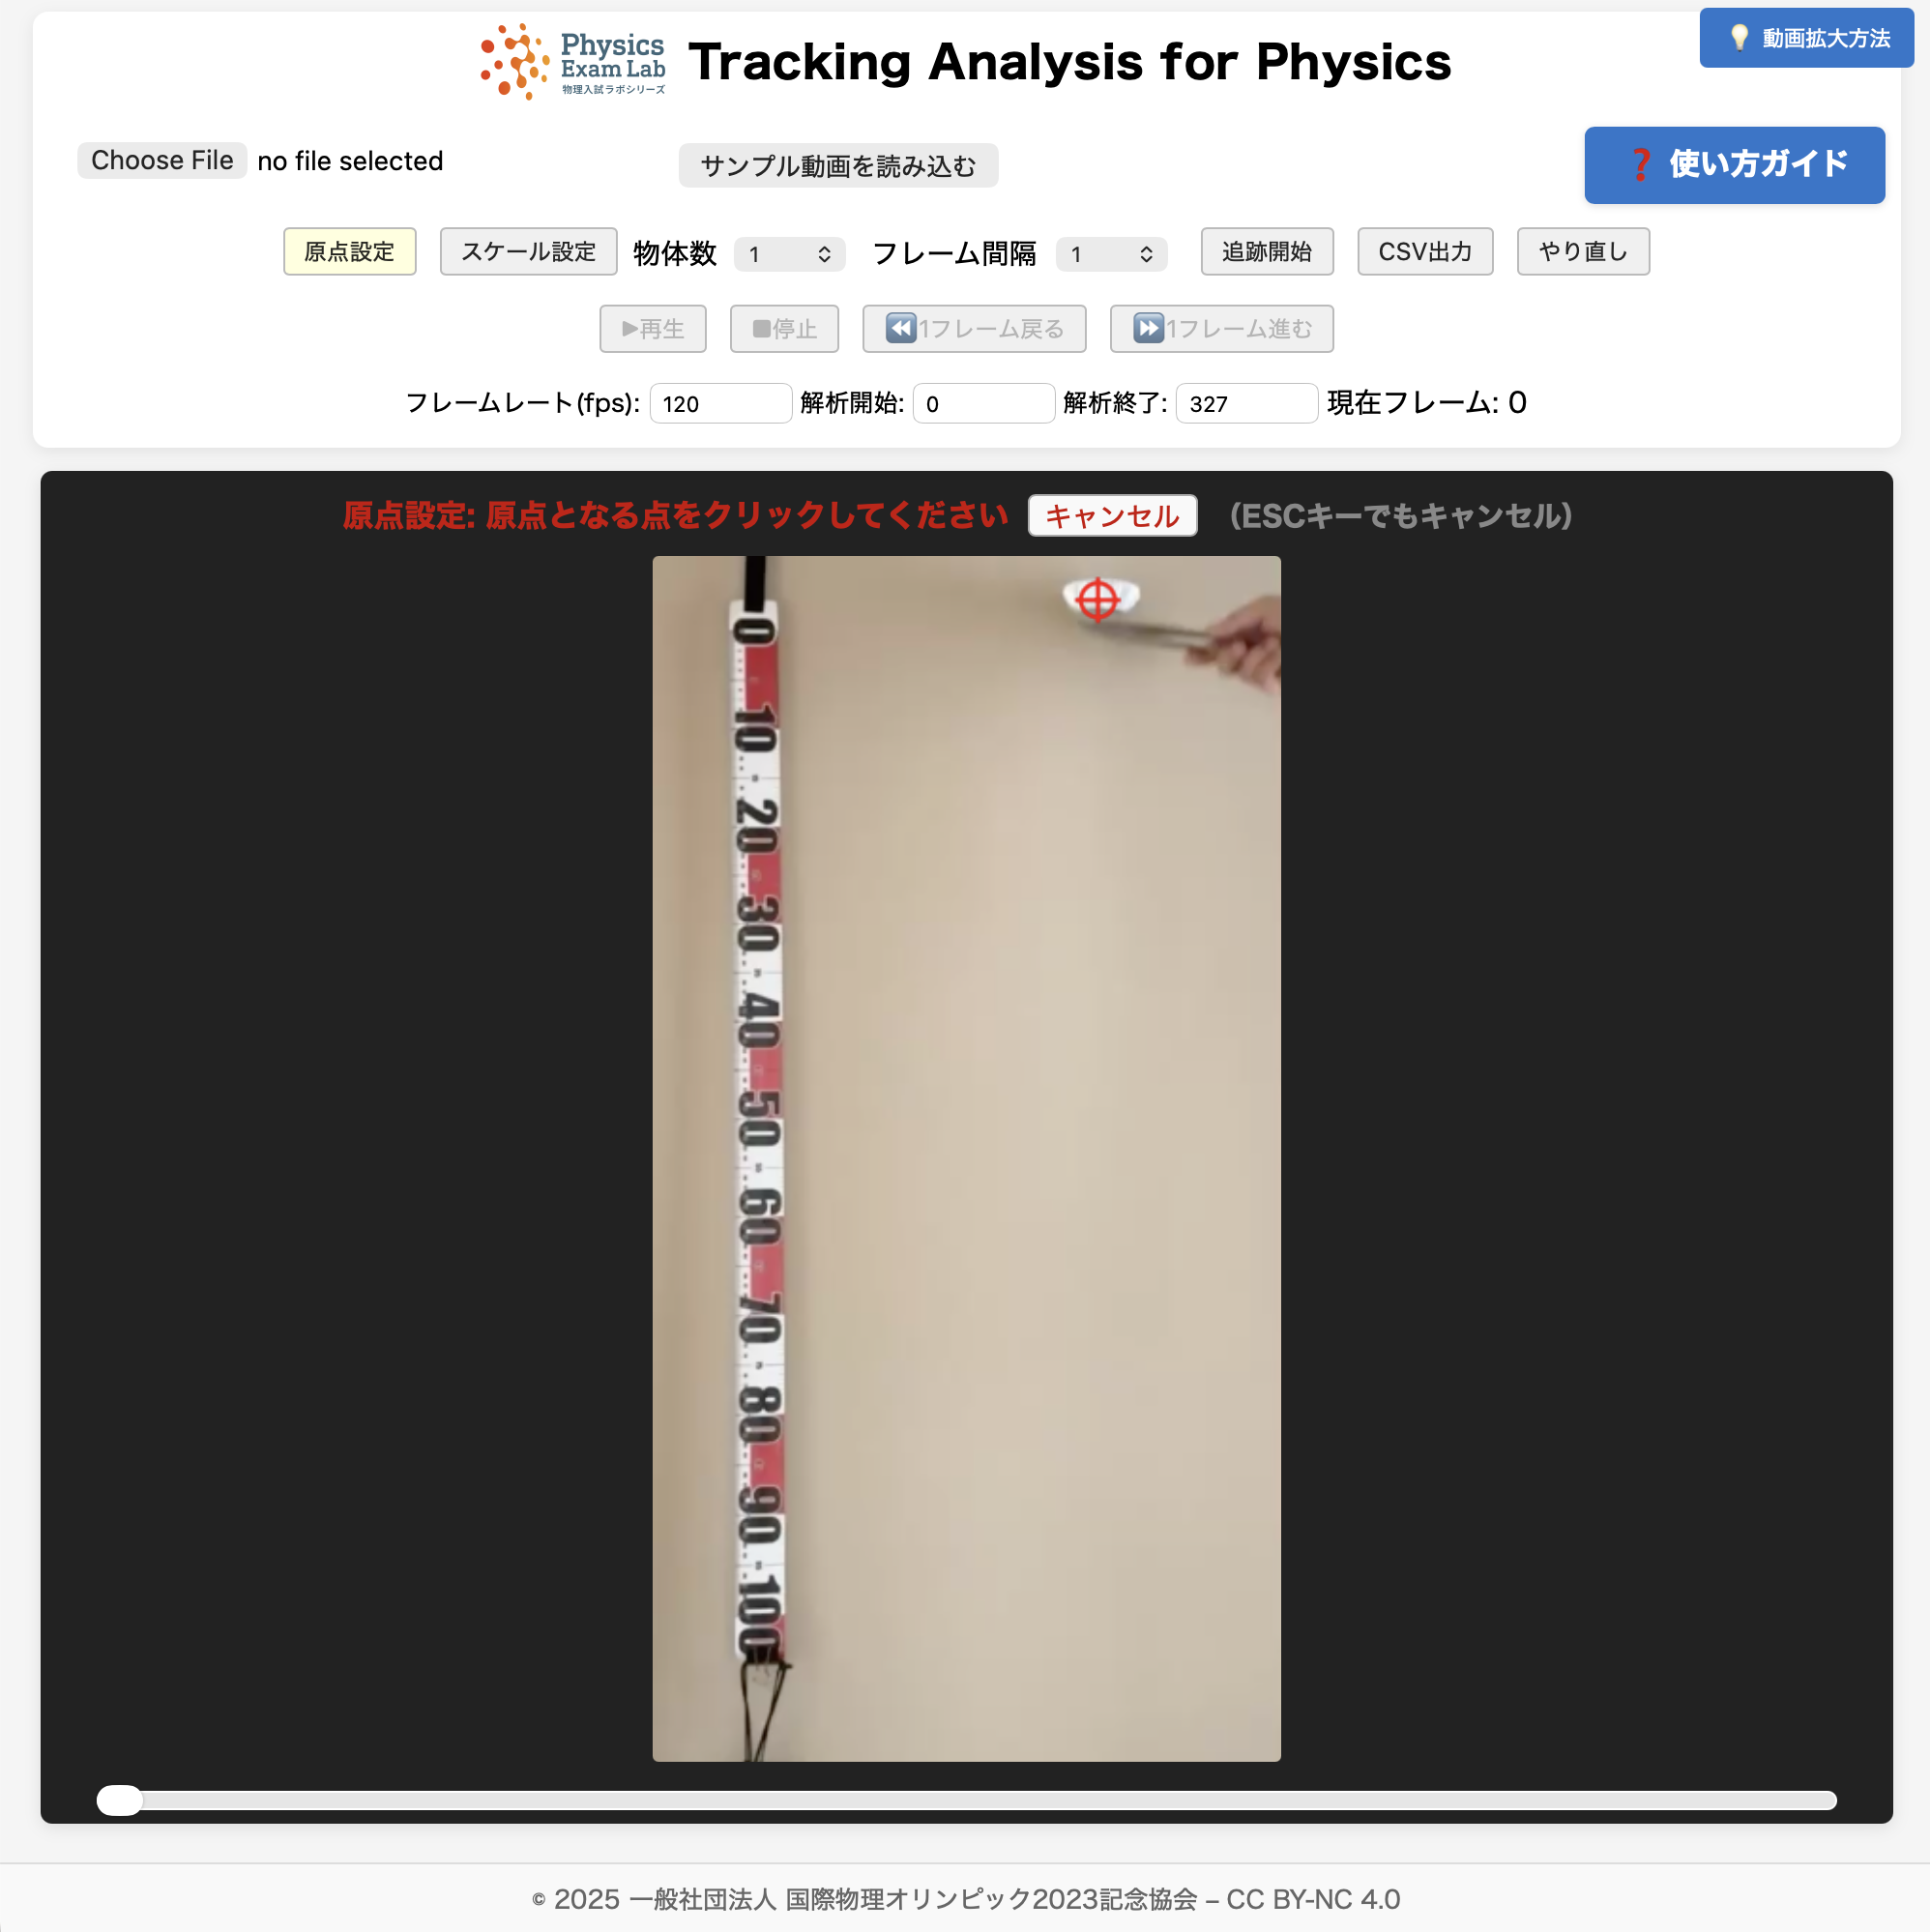 Physics
Exam Lab
物理入試ラボシリーズ
Tracking Analysis for Physics
💡 動画拡大方法
Choose File no file selected
サンプル動画を読み込む
❓ 使い方ガイド
原点設定 スケール設定 物体数 1 フレーム間隔 1 追跡開始 CSV出力 やり直し
▶再生 ■停止 ⏪1フレーム戻る ⏩1フレーム進む
フレームレート(fps): 120 解析開始: 0 解析終了: 327 現在フレーム: 0
原点設定: 原点となる点をクリックしてください キャンセル (ESCキーでもキャンセル)
0
10
20
30
40
50
60
70
80
90
100
© 2025 一般社団法人 国際物理オリンピック2023記念協会 – CC BY-NC 4.0